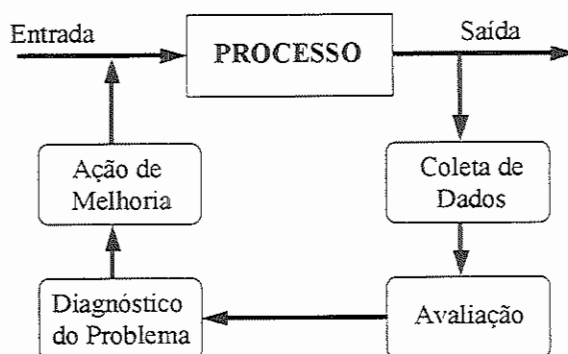 Entrada
PROCESSO
Saída
Ação de
Melhoria
Coleta de
Dados
Diagnóstico
do Problema
Avaliação